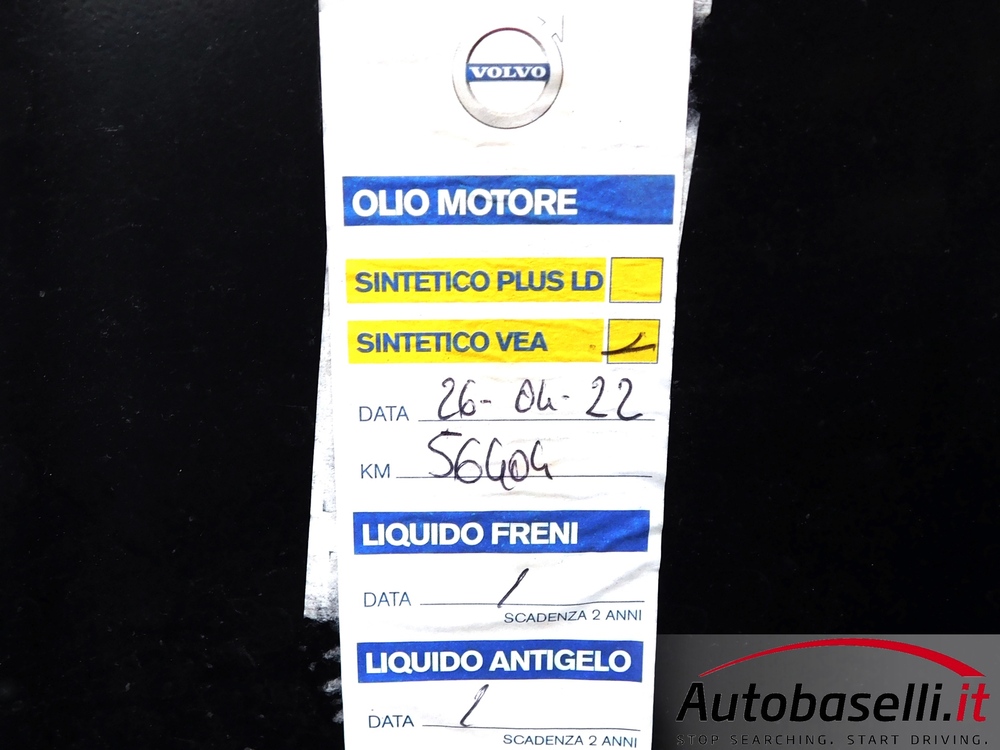 VOLVO
OLIO MOTORE
SINTETICO PLUS LD
SINTETICO VEA
DATA 26-04-22
KM 56404
LIQUIDO FRENI
DATA /
SCADENZA 2 ANNI
LIQUIDO ANTIGELO
DATA /
SCADENZA 2 ANNI
Autobaselli.it
STOP SEARCHING. START DRIVING.